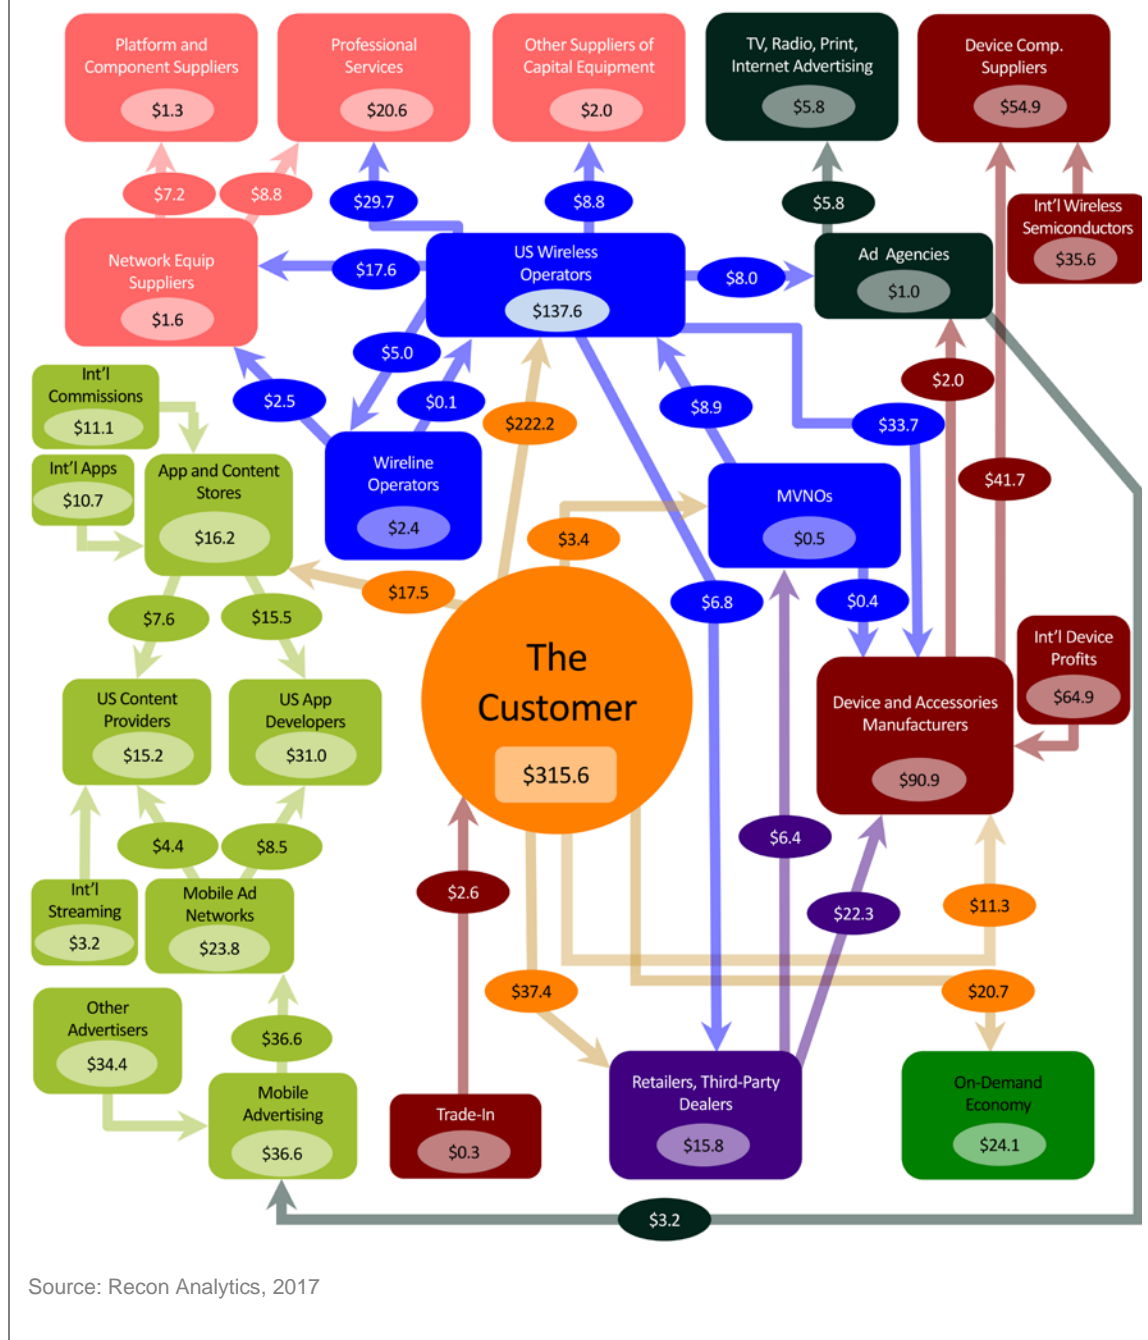 Platform and
Component Suppliers
$1.3
Professional
Services
$20.6
Other Suppliers of
Capital Equipment
$2.0
TV, Radio, Print,
Internet Advertising
$5.8
Device Comp.
Suppliers
$54.9
$7.2
$8.8
$29.7
$8.8
$5.8
Int'l Wireless
Semiconductors
$35.6
Network Equip
Suppliers
$1.6
$17.6
US Wireless
Operators
$137.6
$8.0
Ad Agencies
$1.0
$5.0
$2.5
$0.1
$222.2
$8.9
$33.7
$2.0
$41.7
Int'l
Commissions
$11.1
Int'l Apps
$10.7
App and Content
Stores
$16.2
Wireline
Operators
$2.4
MVNOs
$0.5
$3.4
$17.5
$6.8
$0.4
$7.6
$15.5
The
Customer
$315.6
Int'l Device
Profits
$64.9
US Content
Providers
$15.2
US App
Developers
$31.0
Device and Accessories
Manufacturers
$90.9
$4.4
$8.5
$6.4
$2.6
$22.3
$11.3
Int'l
Streaming
$3.2
Mobile Ad
Networks
$23.8
$37.4
$20.7
Other
Advertisers
$34.4
$36.6
Mobile
Advertising
$36.6
Trade-In
$0.3
Retailers, Third-Party
Dealers
$15.8
On-Demand
Economy
$24.1
$3.2
Source: Recon Analytics, 2017